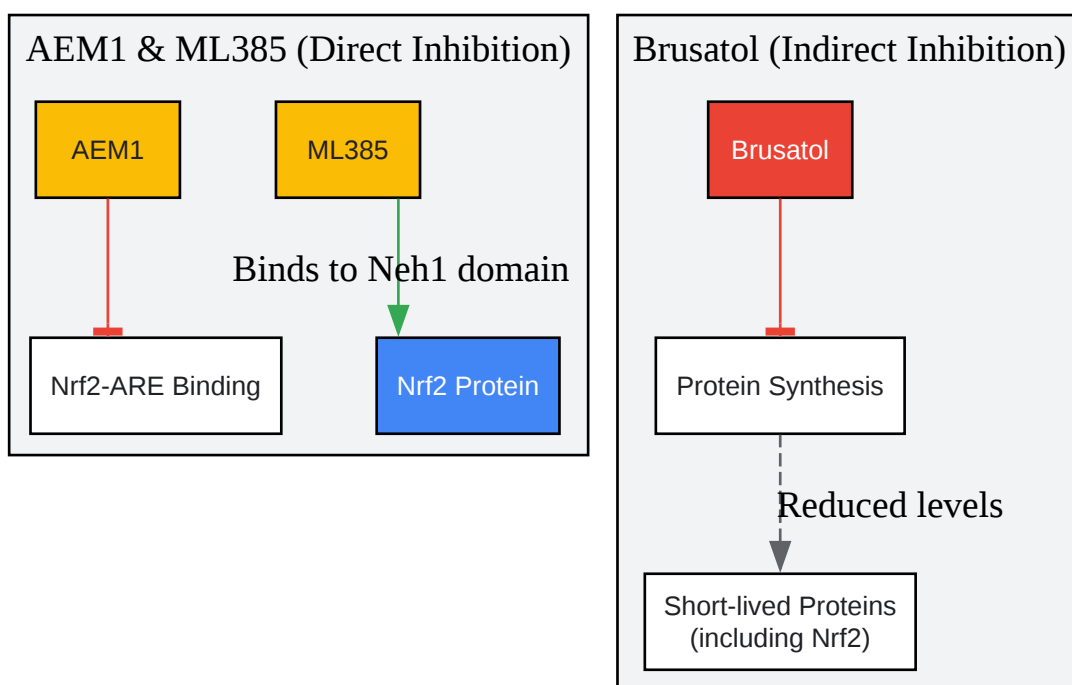 AEM1 & ML385 (Direct Inhibition)
AEM1
ML385
Binds to Neh1 domain
Nrf2-ARE Binding
Nrf2 Protein
Brusatol (Indirect Inhibition)
Brusatol
Protein Synthesis
Reduced levels
Short-lived Proteins
(including Nrf2)